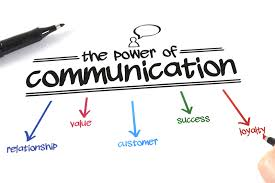 the power of
communication
relationship
value
customer
success
loyalty